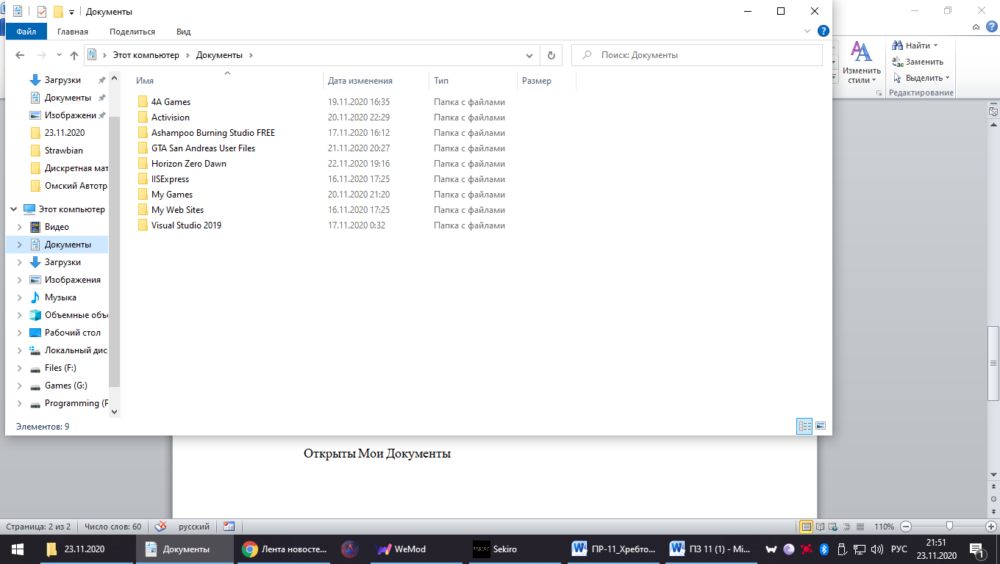 Документы
Файл Главная Поделиться Вид
Этот компьютер Документы
Поиск: Документы
Найти
Заменить
Выделить
Изменить стили
Редактирование
Загрузки
Документы
Изображени
23.11.2020
Strawbian
Дискретная мат
Омский Автотра
Этот компьютер
Видео
Документы
Загрузки
Изображения
Музыка
Объемные объ
Рабочий стол
Локальный дис
Files (F:)
Games (G:)
Programming (P
Имя Дата изменения Тип Размер
4A Games 19.11.2020 16:35 Папка с файлами
Activision 20.11.2020 22:29 Папка с файлами
Ashampoo Burning Studio FREE 17.11.2020 16:12 Папка с файлами
GTA San Andreas User Files 21.11.2020 20:27 Папка с файлами
Horizon Zero Dawn 22.11.2020 19:16 Папка с файлами
IISExpress 16.11.2020 17:25 Папка с файлами
My Games 20.11.2020 21:20 Папка с файлами
My Web Sites 16.11.2020 17:25 Папка с файлами
Visual Studio 2019 17.11.2020 0:32 Папка с файлами
Элементов: 9
Открыты Мои Документы
Страница: 2 из 2 Число слов: 60 русский 110%
23.11.2020 Документы Лента новосте... WeMod Sekiro ПР-11_Хребто... ПЗ 11 (1) - Mi... РУС 21:51
23.11.2020 1